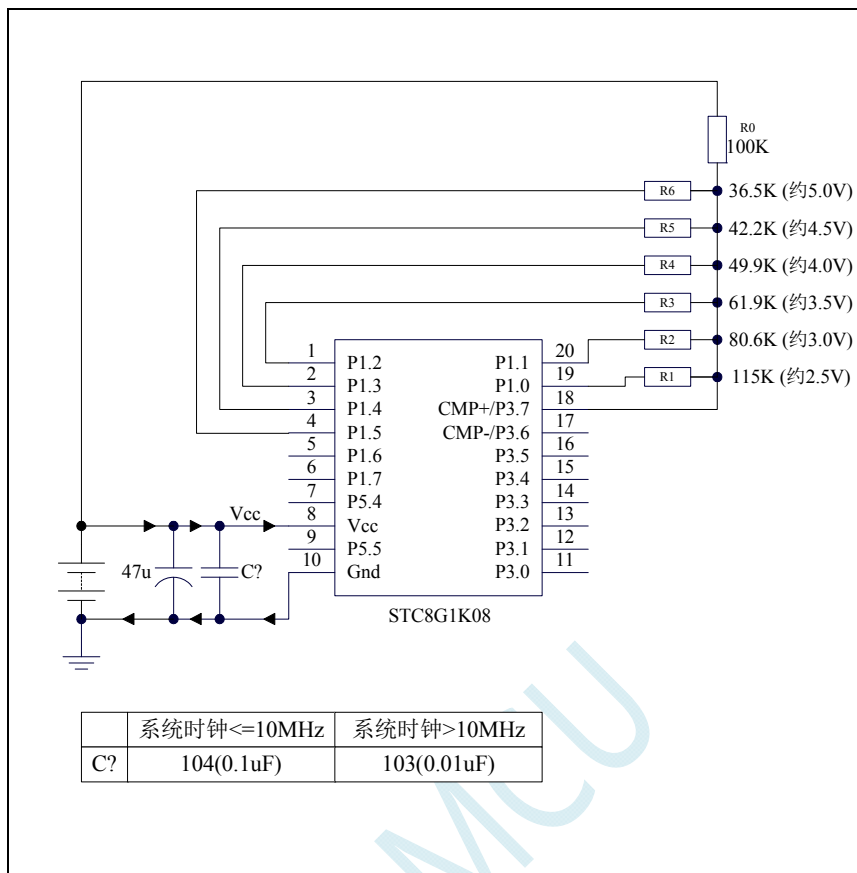 R0
100K
R6 36.5K (约5.0V)
R5 42.2K (约4.5V)
R4 49.9K (约4.0V)
R3 61.9K (约3.5V)
R2 80.6K (约3.0V)
R1 115K (约2.5V)
1 P1.2 P1.1 20
2 P1.3 P1.0 19
3 P1.4 CMP+/P3.7 18
4 P1.5 CMP-/P3.6 17
5 P1.6 P3.5 16
6 P1.7 P3.4 15
7 P5.4 P3.3 14
Vcc 8 Vcc P3.2 13
9 P5.5 P3.1 12
10 Gnd P3.0 11
47u C?
STC8G1K08
系统时钟<=10MHz 系统时钟>10MHz
C? 104(0.1uF) 103(0.01uF)
MCU